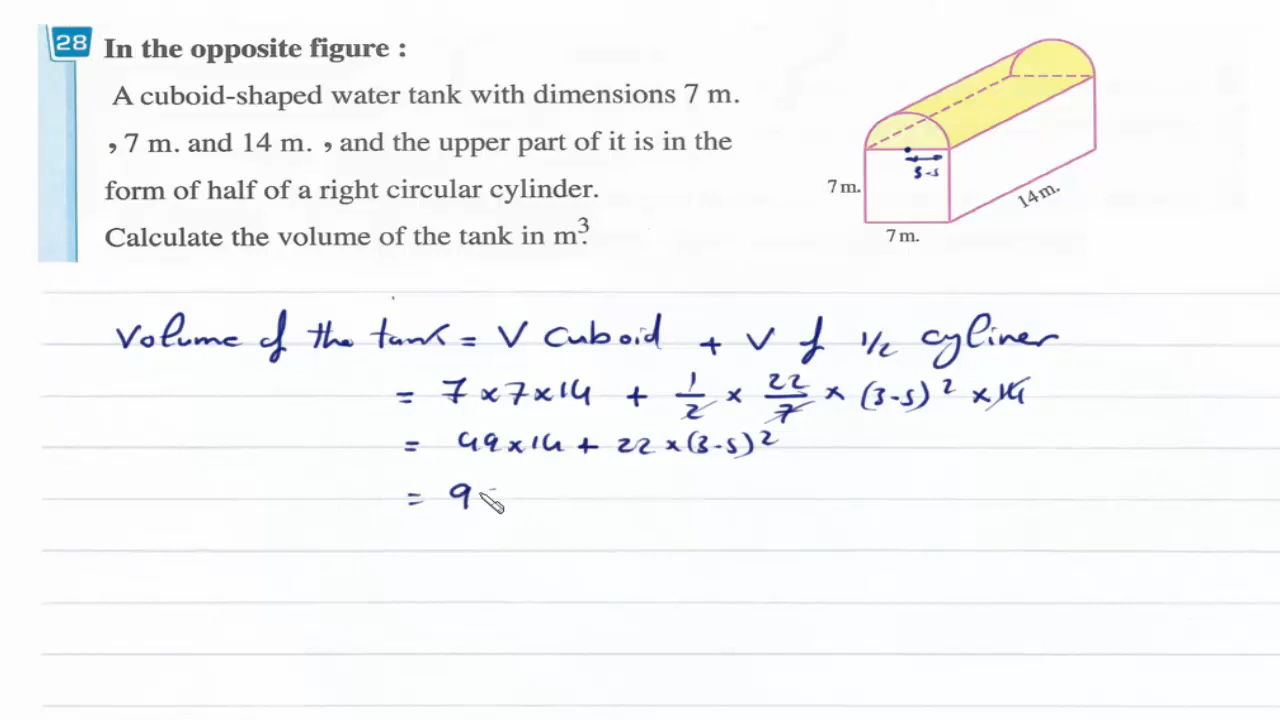 28 In the opposite figure :
A cuboid-shaped water tank with dimensions 7 m.
, 7 m. and 14 m. , and the upper part of it is in the
form of half of a right circular cylinder.
Calculate the volume of the tank in m³.
3-5
7 m.
14 m.
7 m.
Volume of the tank = V Cuboid + V of 1/2 cyliner
= 7 × 7 × 14 + 1/2 × 22/7 × (3-5)² × 14
= 49 × 14 + 22 × (3-5)²
= 9